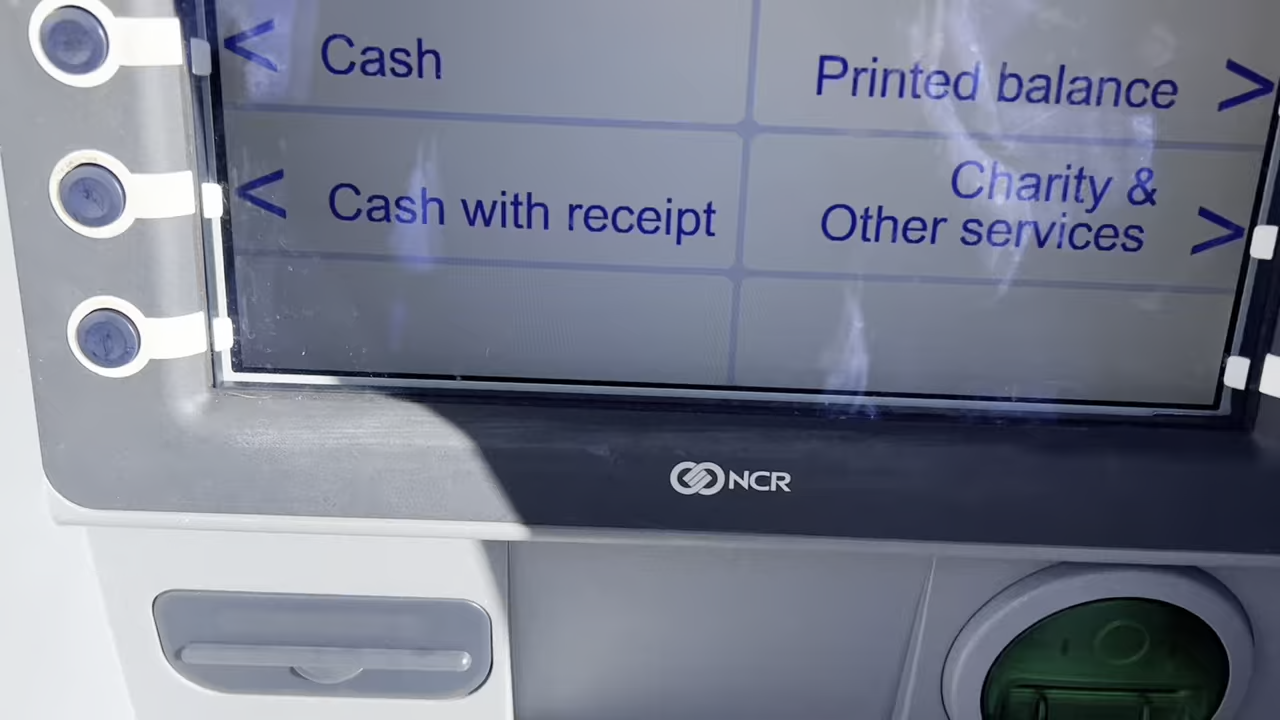 < Cash
Printed balance >
< Cash with receipt
Charity &
Other services >
NCR